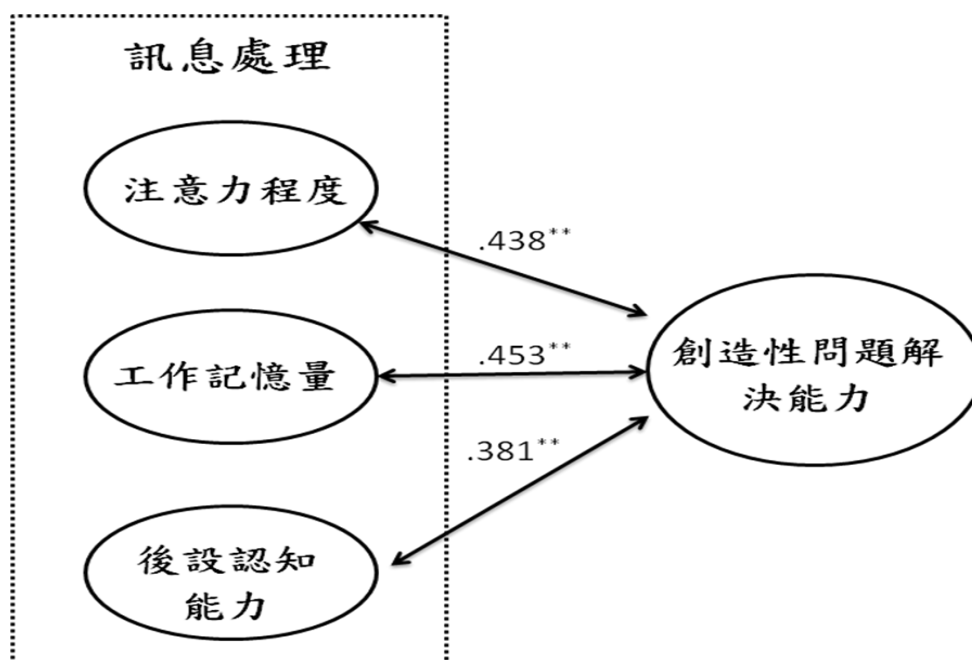 訊息處理
注意力程度
.438**
工作記憶量
.453**
創造性問題解
決能力
.381**
後設認知
能力